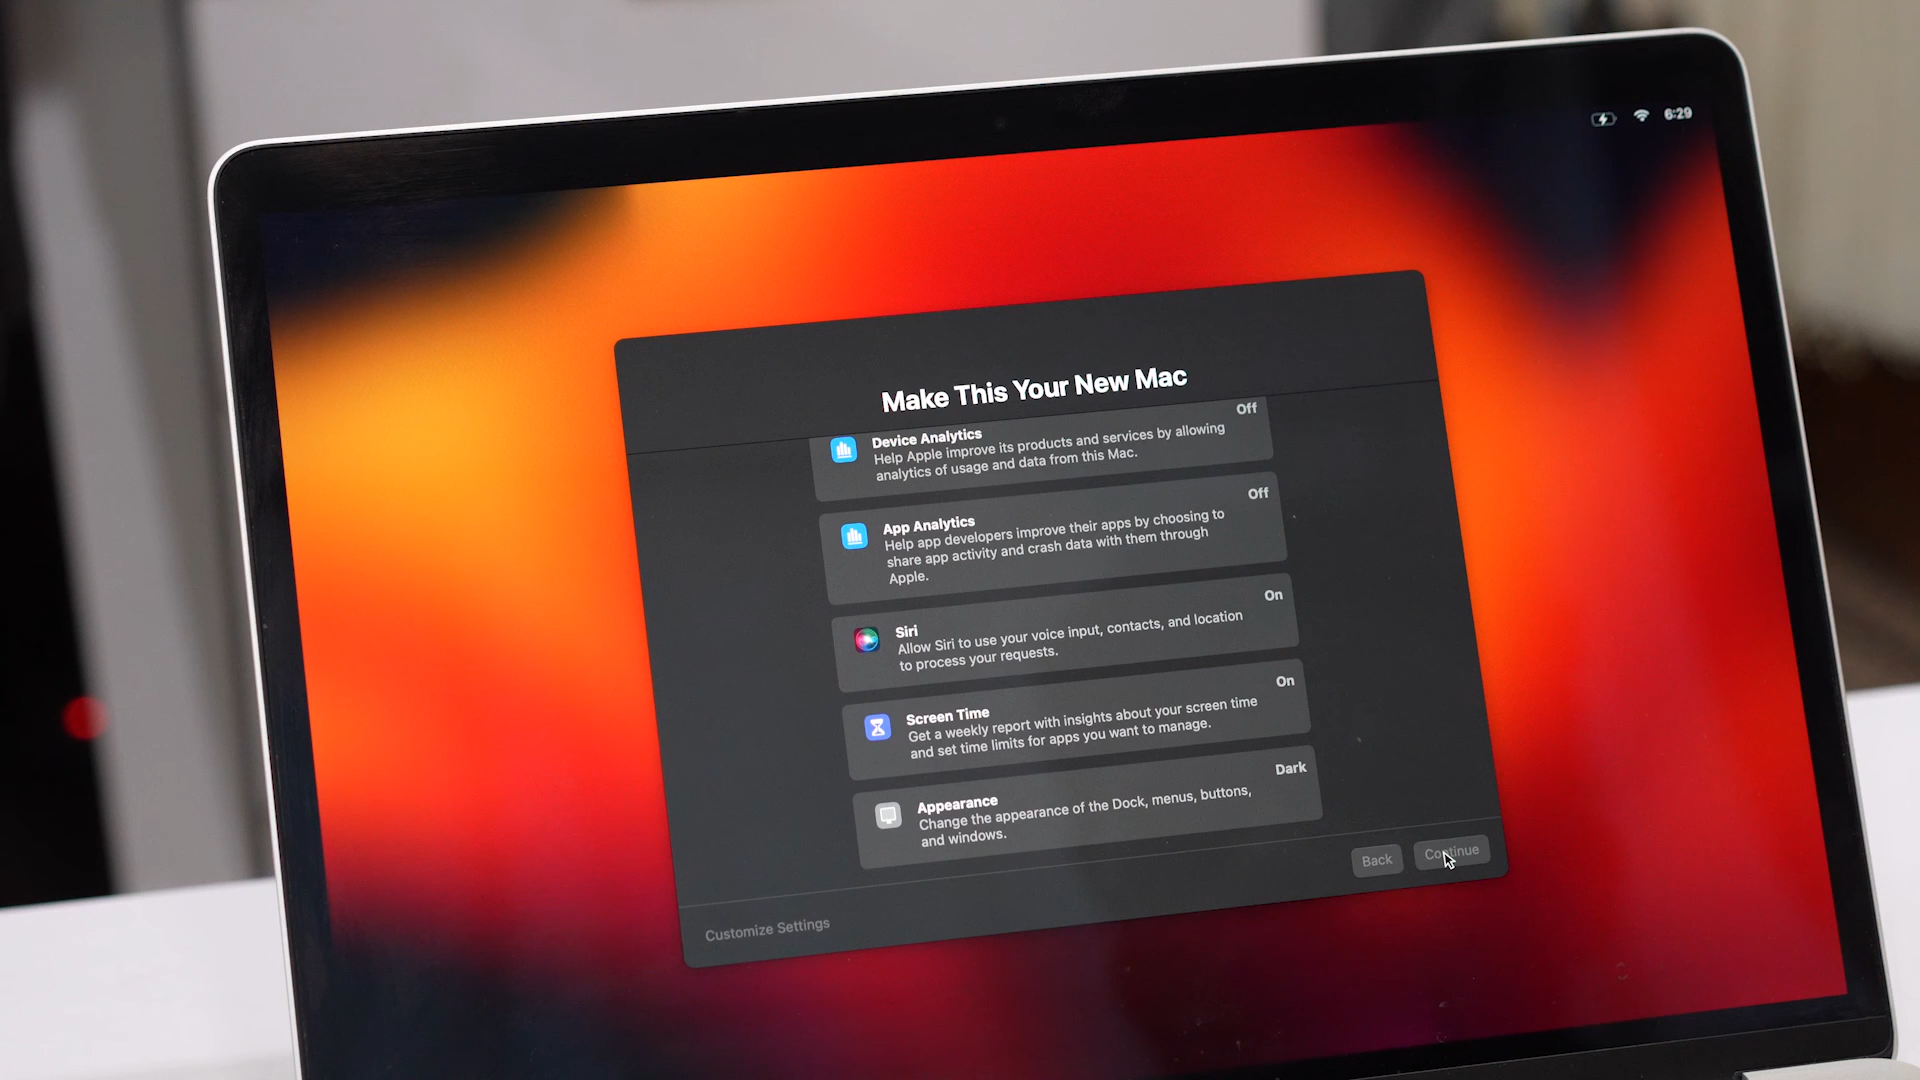 6:29
Make This Your New Mac
Off
Device Analytics
Help Apple improve its products and services by allowing
analytics of usage and data from this Mac.
Off
App Analytics
Help app developers improve their apps by choosing to
share app activity and crash data with them through
Apple.
On
Siri
Allow Siri to use your voice input, contacts, and location
to process your requests.
On
Screen Time
Get a weekly report with insights about your screen time
and set time limits for apps you want to manage.
Dark
Appearance
Change the appearance of the Dock, menus, buttons,
and windows.
Back
Continue
Customize Settings